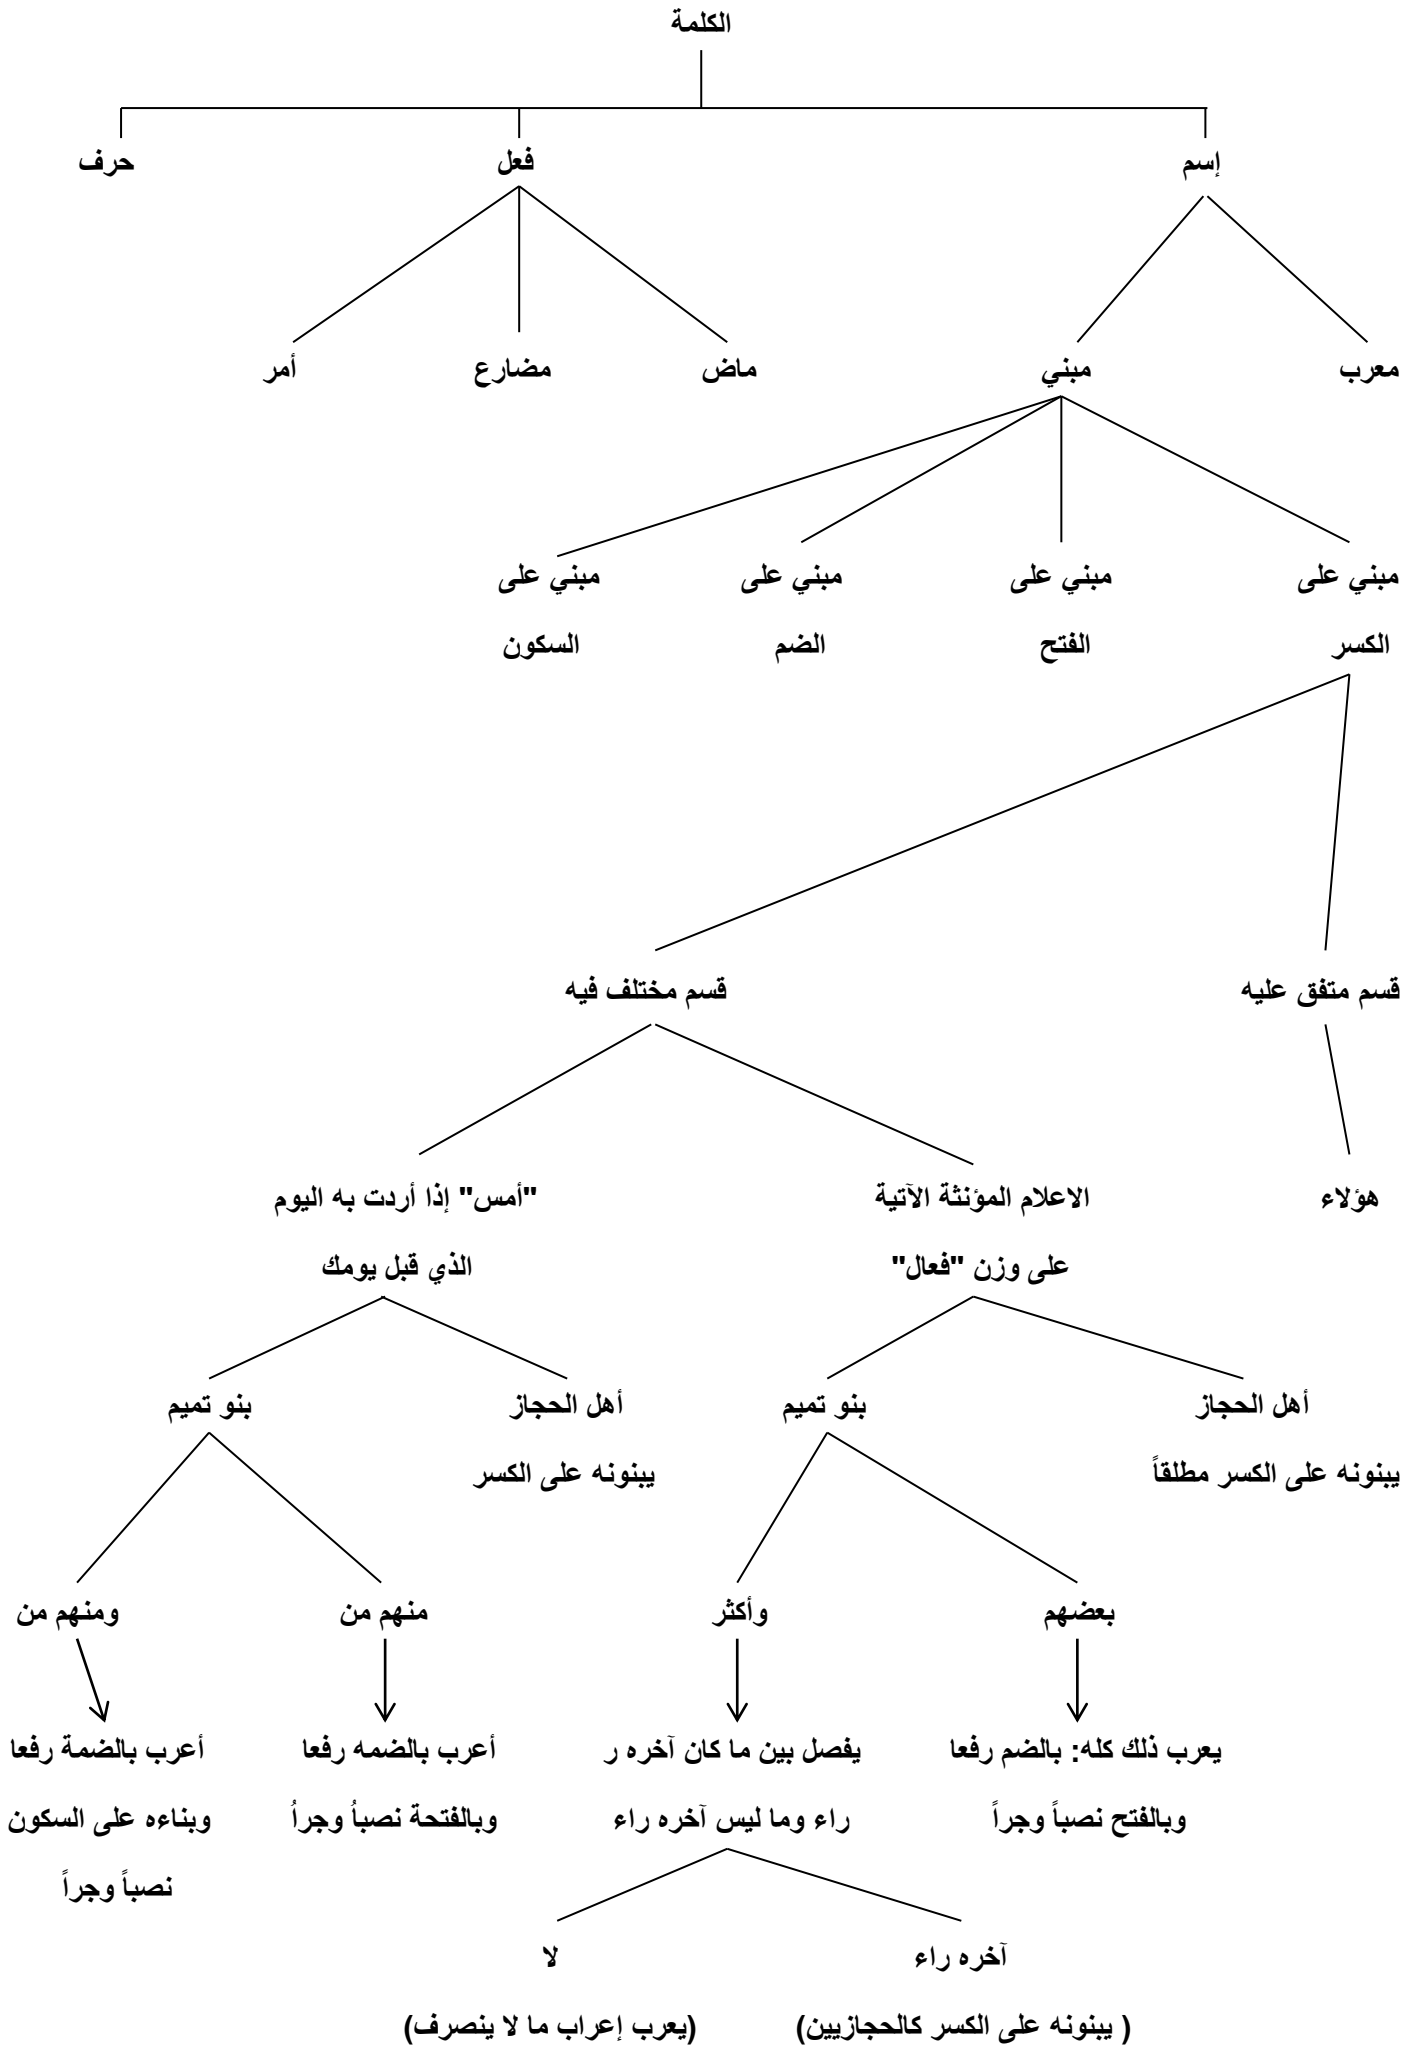 الكلمة
إسم
فعل
حرف
معرب
مبني
ماض
مضارع
أمر
مبني على
الكسر
مبني على
الفتح
مبني على
الضم
مبني على
السكون
قسم متفق عليه
قسم مختلف فيه
هؤلاء
الاعلام المؤنثة الآتية
على وزن "فعال"
"أمس" إذا أردت به اليوم
الذي قبل يومك
أهل الحجاز
يبنونه على الكسر مطلقاً
بنو تميم
أهل الحجاز
يبنونه على الكسر
بنو تميم
بعضهم
وأكثر
منهم من
ومنهم من
يعرب ذلك كله: بالضم رفعا
وبالفتح نصباً وجراً
يفصل بين ما كان آخره ر
راء وما ليس آخره راء
أعرب بالضمه رفعا
وبالفتحة نصباُ وجراُ
أعرب بالضمة رفعا
وبناءه على السكون
نصباً وجراً
آخره راء
( يبنونه على الكسر كالحجازيين)
لا
(يعرب إعراب ما لا ينصرف)